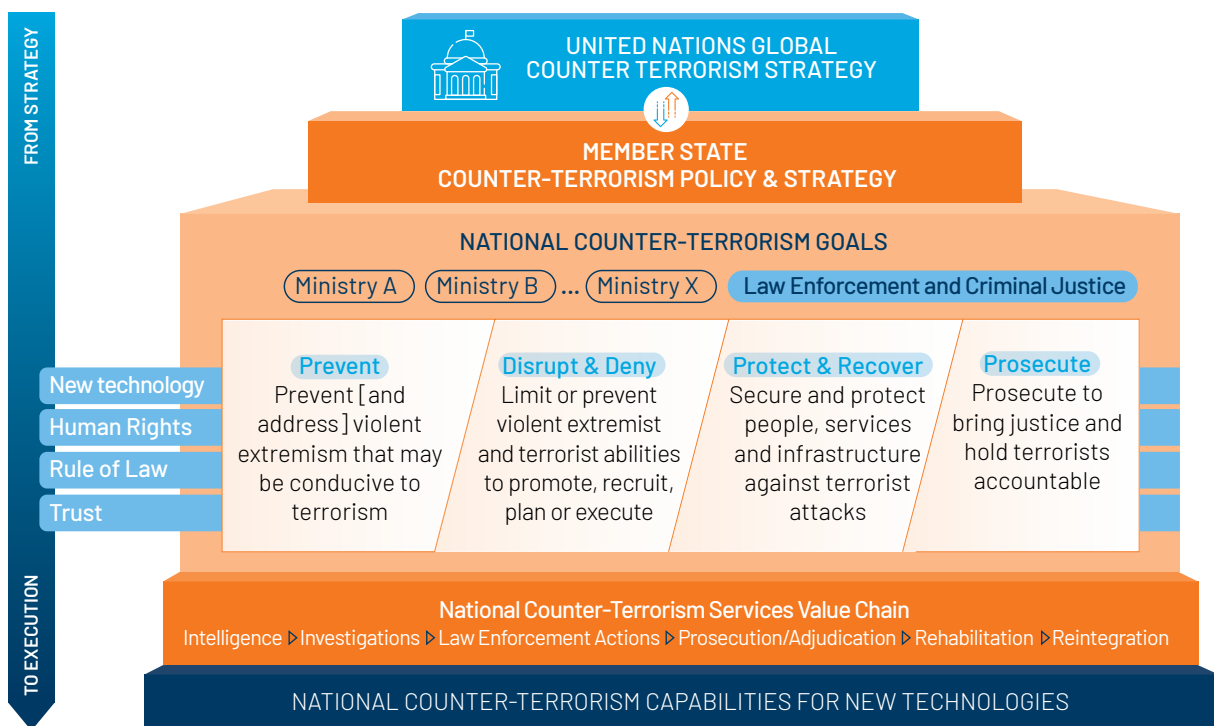 FROM STRATEGY
TO EXECUTION
UNITED NATIONS GLOBAL
COUNTER TERRORISM STRATEGY
MEMBER STATE
COUNTER-TERRORISM POLICY & STRATEGY
NATIONAL COUNTER-TERRORISM GOALS
Ministry A Ministry B ... Ministry X Law Enforcement and Criminal Justice
New technology
Human Rights
Rule of Law
Trust
Prevent
Prevent [and
address] violent
extremism that may
be conducive to
terrorism
Disrupt & Deny
Limit or prevent
violent extremist
and terrorist abilities
to promote, recruit,
plan or execute
Protect & Recover
Secure and protect
people, services
and infrastructure
against terrorist
attacks
Prosecute
Prosecute to
bring justice and
hold terrorists
accountable
National Counter-Terrorism Services Value Chain
Intelligence ▷ Investigations ▷ Law Enforcement Actions ▷ Prosecution/Adjudication ▷ Rehabilitation ▷ Reintegration
NATIONAL COUNTER-TERRORISM CAPABILITIES FOR NEW TECHNOLOGIES